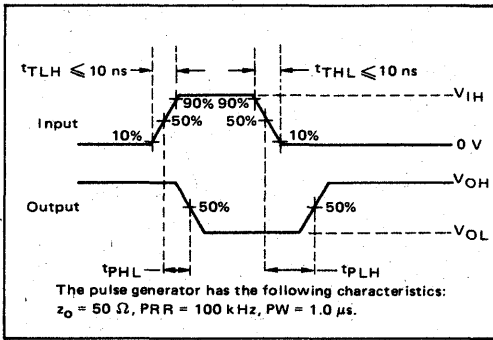 tTLH ≤ 10 ns
tTHL ≤ 10 ns
90% 90%
VIH
Input
50%
50%
10%
10%
0 V
VOH
Output
50%
50%
VOL
tPHL
tPLH
The pulse generator has the following characteristics:
zo = 50 Ω, PRR = 100 kHz, PW = 1.0 μs.